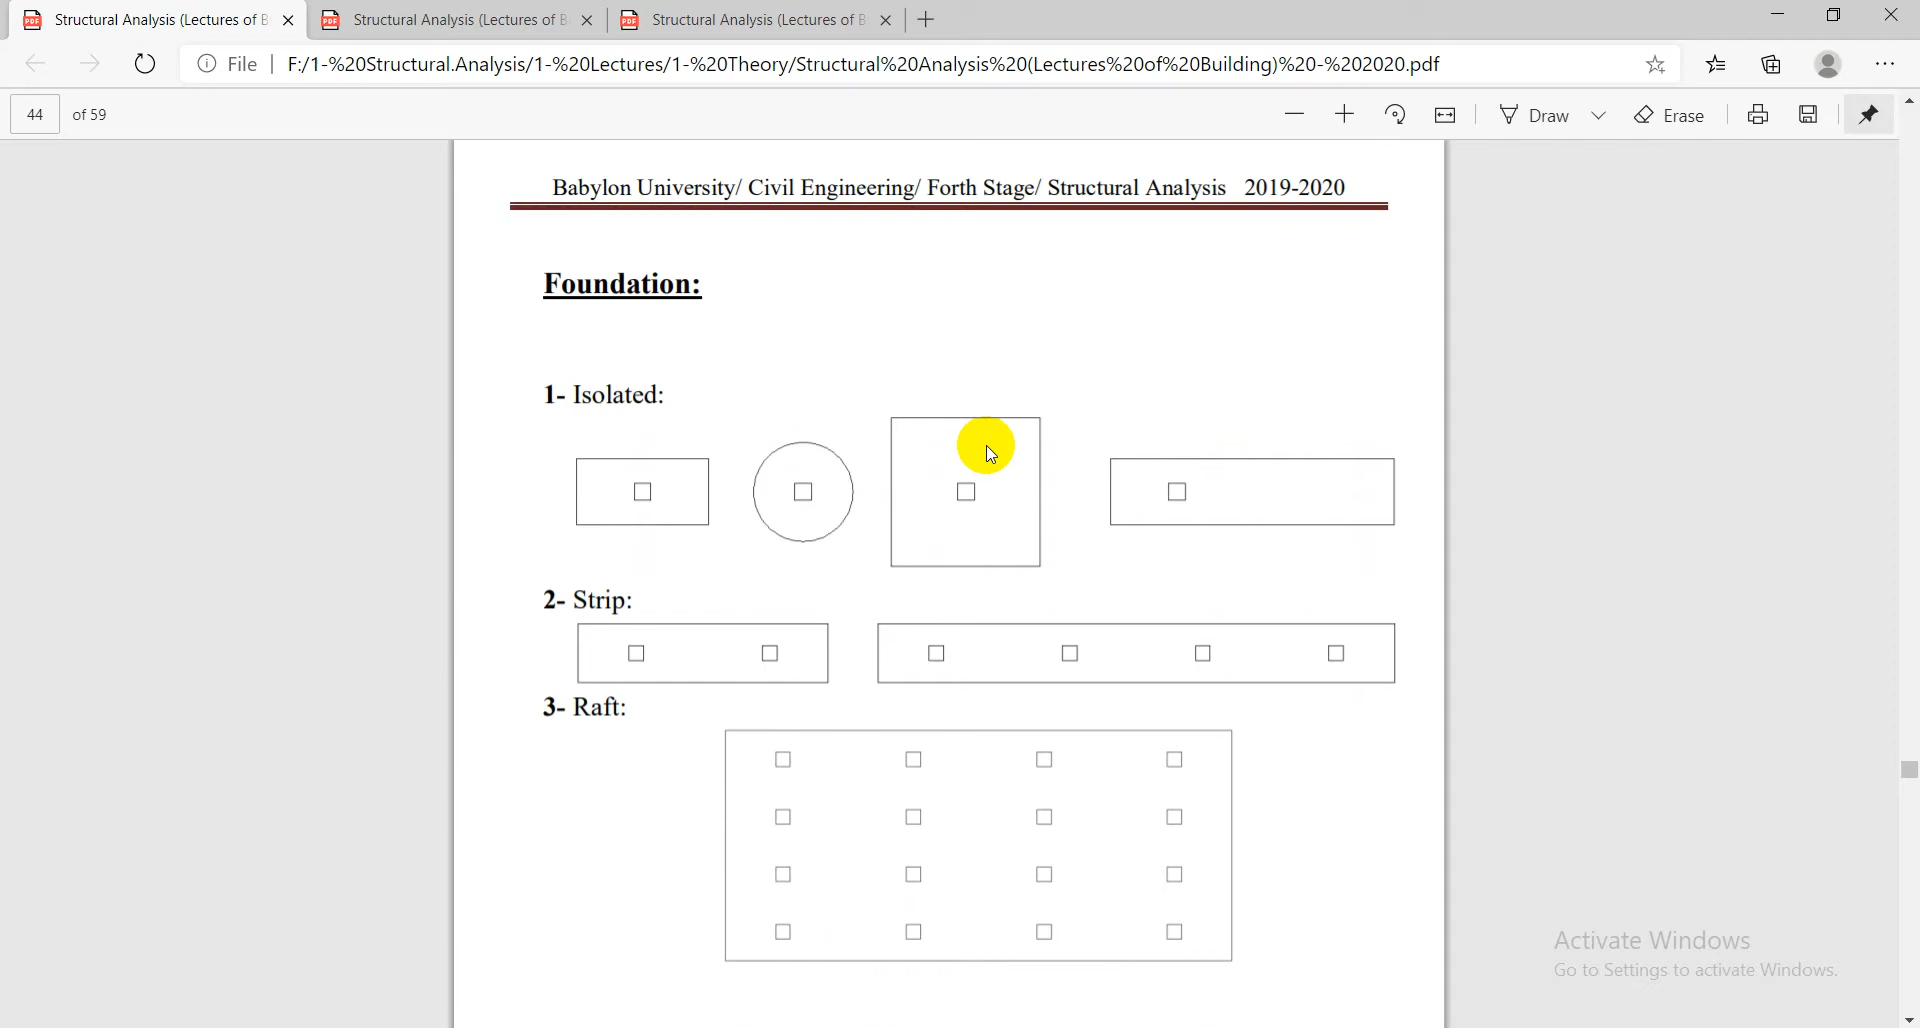 Structural Analysis (Lectures of B
Structural Analysis (Lectures of B
Structural Analysis (Lectures of B
File
F:/1-%20Structural.Analysis/1-%20Lectures/1-%20Theory/Structural%20Analysis%20(Lectures%20of%20Building)%20-%202020.pdf
44 of 59
Draw
Erase
Babylon University/ Civil Engineering/ Forth Stage/ Structural Analysis 2019-2020
Foundation:
1- Isolated:
2- Strip:
3- Raft:
Activate Windows
Go to Settings to activate Windows.